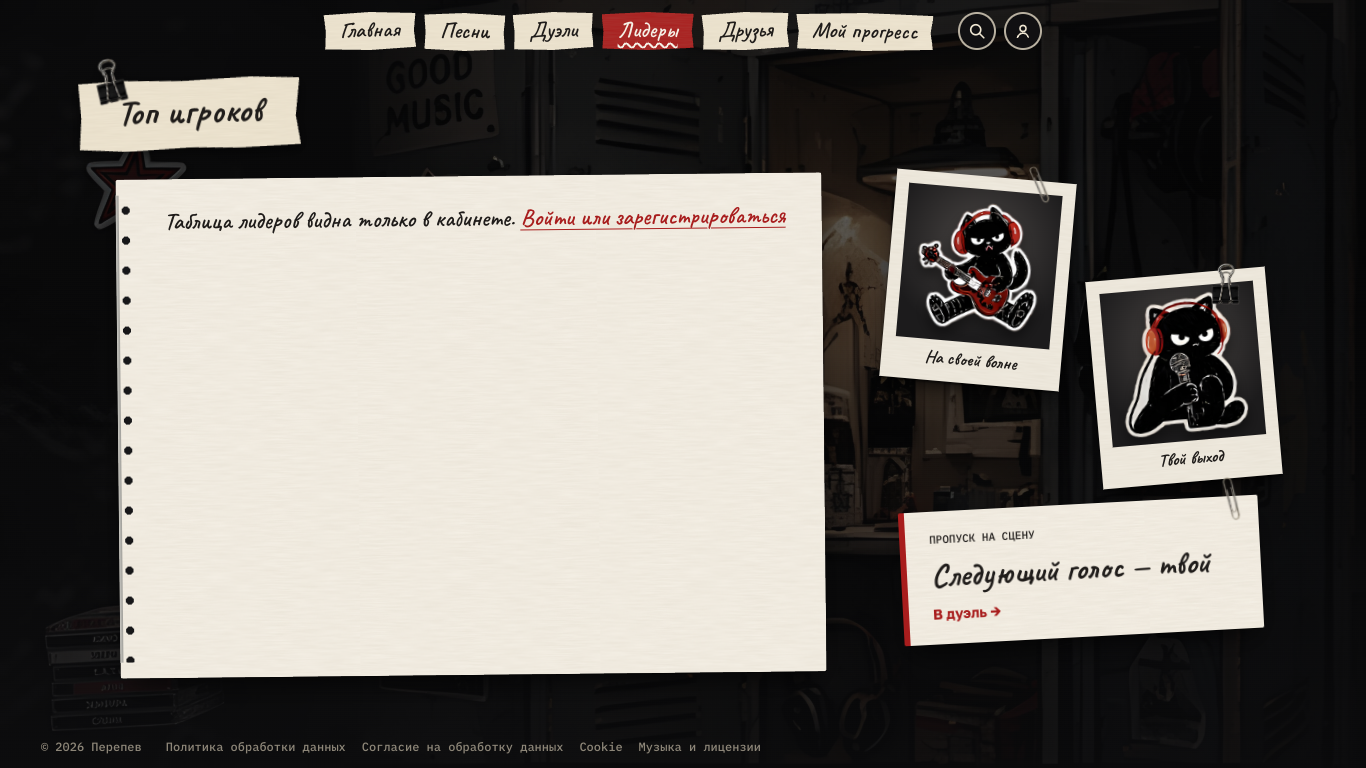 Главная Песни Дуэли Лидеры Друзья Мой прогресс
GOOD
MUSIC
Топ игроков
Таблица лидеров видна только в кабинете. Войти или зарегистрироваться
На своей волне
Твой выход
ПРОПУСК НА СЦЕНУ
Следующий голос — твой
В дуэль →
© 2026 Перепев Политика обработки данных Согласие на обработку данных Cookie Музыка и лицензии